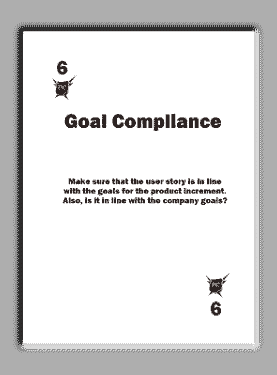 6
Goal Compliance
Make sure that the user story is in line
with the goals for the product increment.
Also, is it in line with the company goals?
6